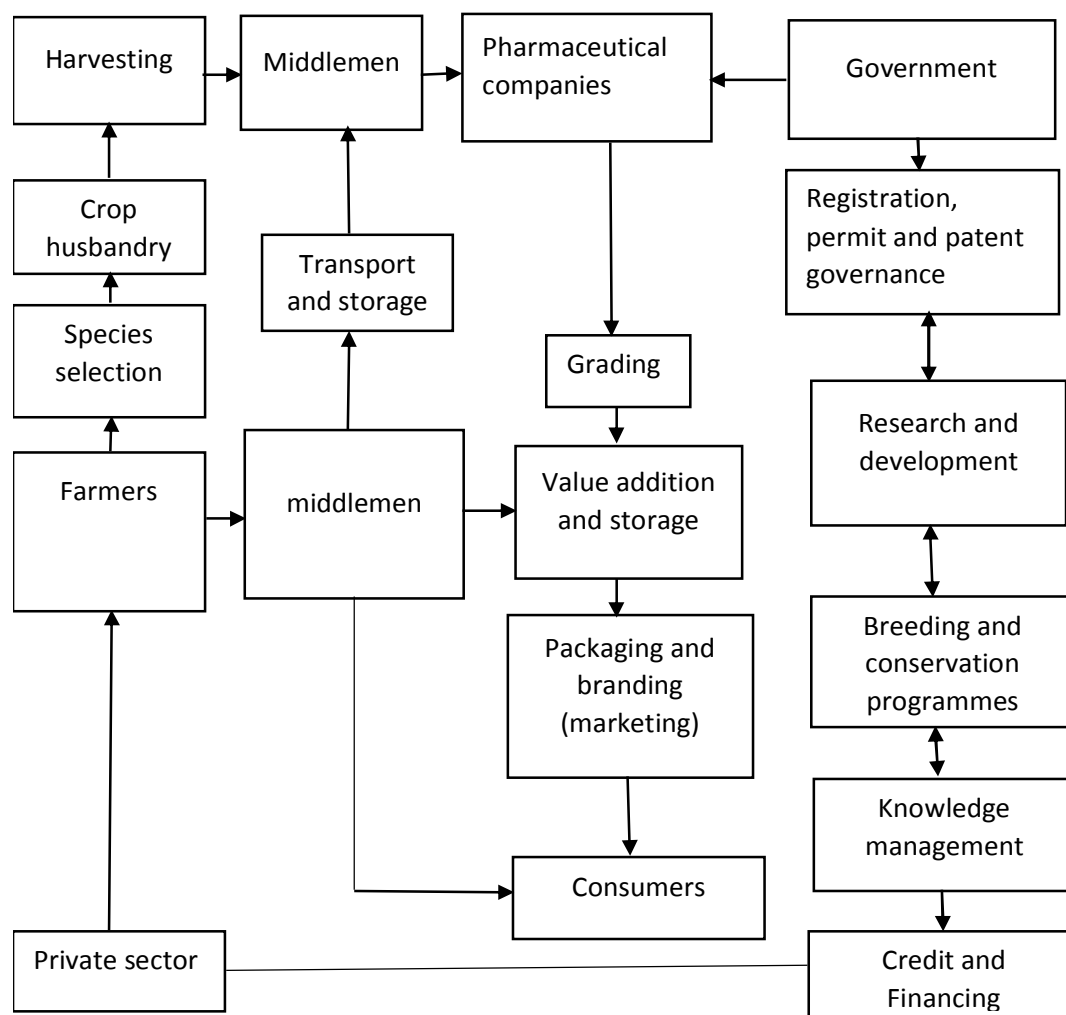 Harvesting
Middlemen
Pharmaceutical
companies
Government
Crop
husbandry
Transport
and storage
Registration,
permit and patent
governance
Species
selection
Grading
Research and
development
Farmers
middlemen
Value addition
and storage
Packaging and
branding
(marketing)
Breeding and
conservation
programmes
Knowledge
management
Consumers
Private sector
Credit and
Financing